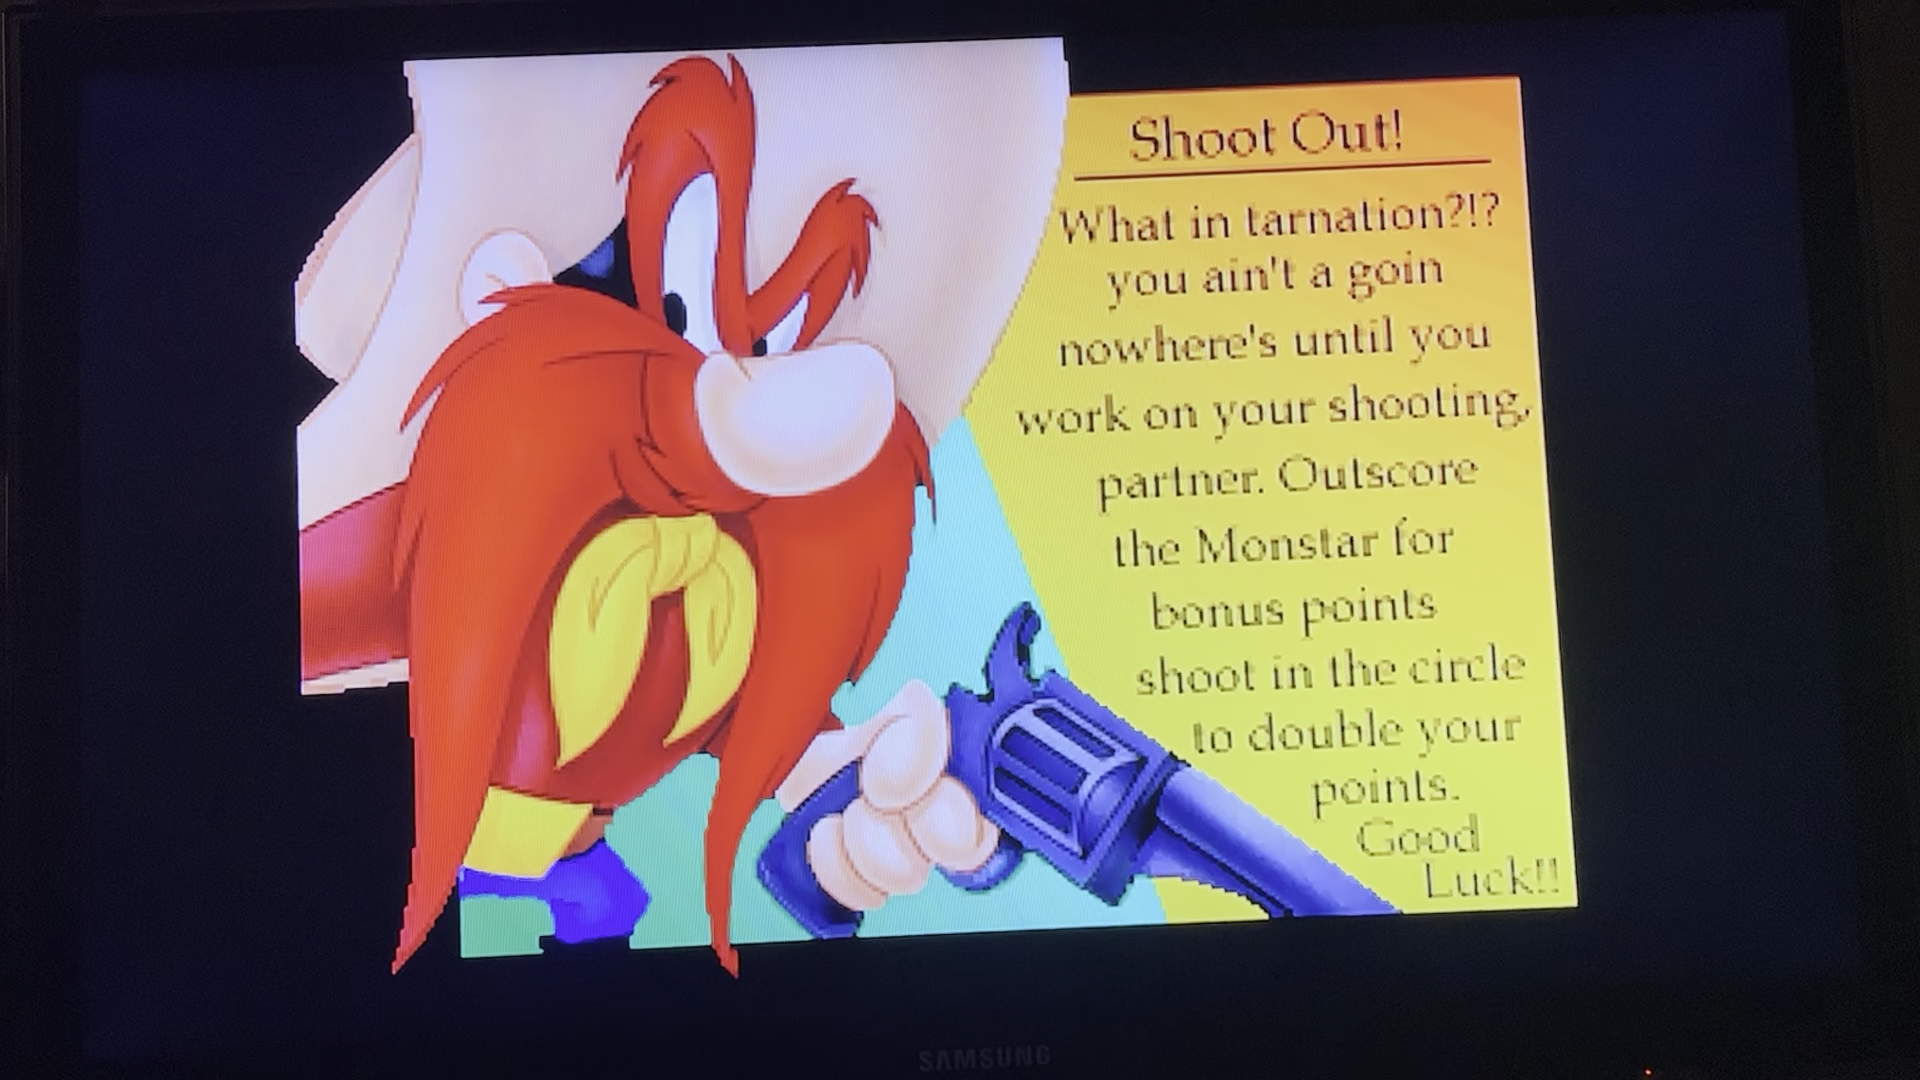 Shoot Out!
What in tarnation?!?
you ain't a goin
nowhere's until you
work on your shooting,
partner. Outscore
the Monstar for
bonus points
shoot in the circle
to double your
points.
Good
Luck!!
SAMSUNG